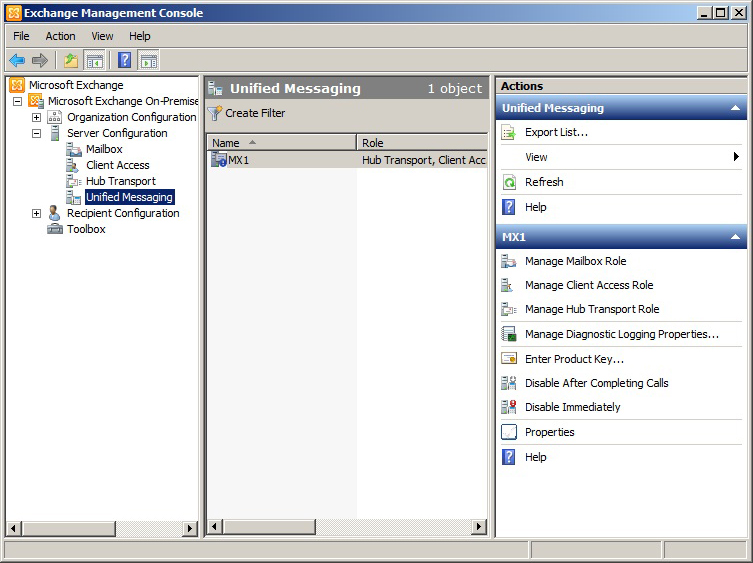 Exchange Management Console
File Action View Help
Microsoft Exchange
Microsoft Exchange On-Premise
Organization Configuration
Server Configuration
Mailbox
Client Access
Hub Transport
Unified Messaging
Recipient Configuration
Toolbox
Unified Messaging 1 object
Create Filter
Name Role
MX1 Hub Transport, Client Acc
Actions
Unified Messaging
Export List...
View
Refresh
Help
MX1
Manage Mailbox Role
Manage Client Access Role
Manage Hub Transport Role
Manage Diagnostic Logging Properties...
Enter Product Key...
Disable After Completing Calls
Disable Immediately
Properties
Help